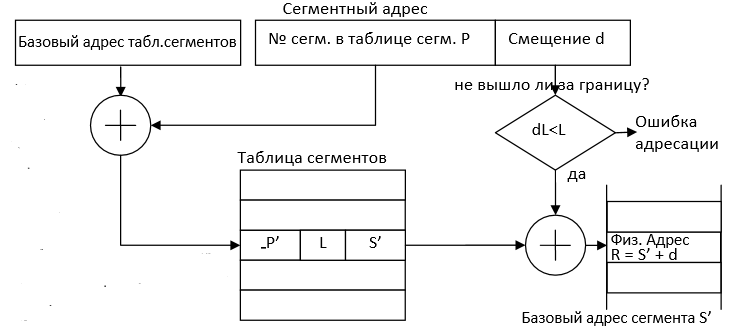 Сегментный адрес
Базовый адрес табл.сегментов
№ сегм. в таблице сегм. P
Смещение d
не вышло ли за границу?
dL<L
Ошибка
адресации
да
Таблица сегментов
_P’
L
S’
Физ. Адрес
R = S’ + d
Базовый адрес сегмента S’